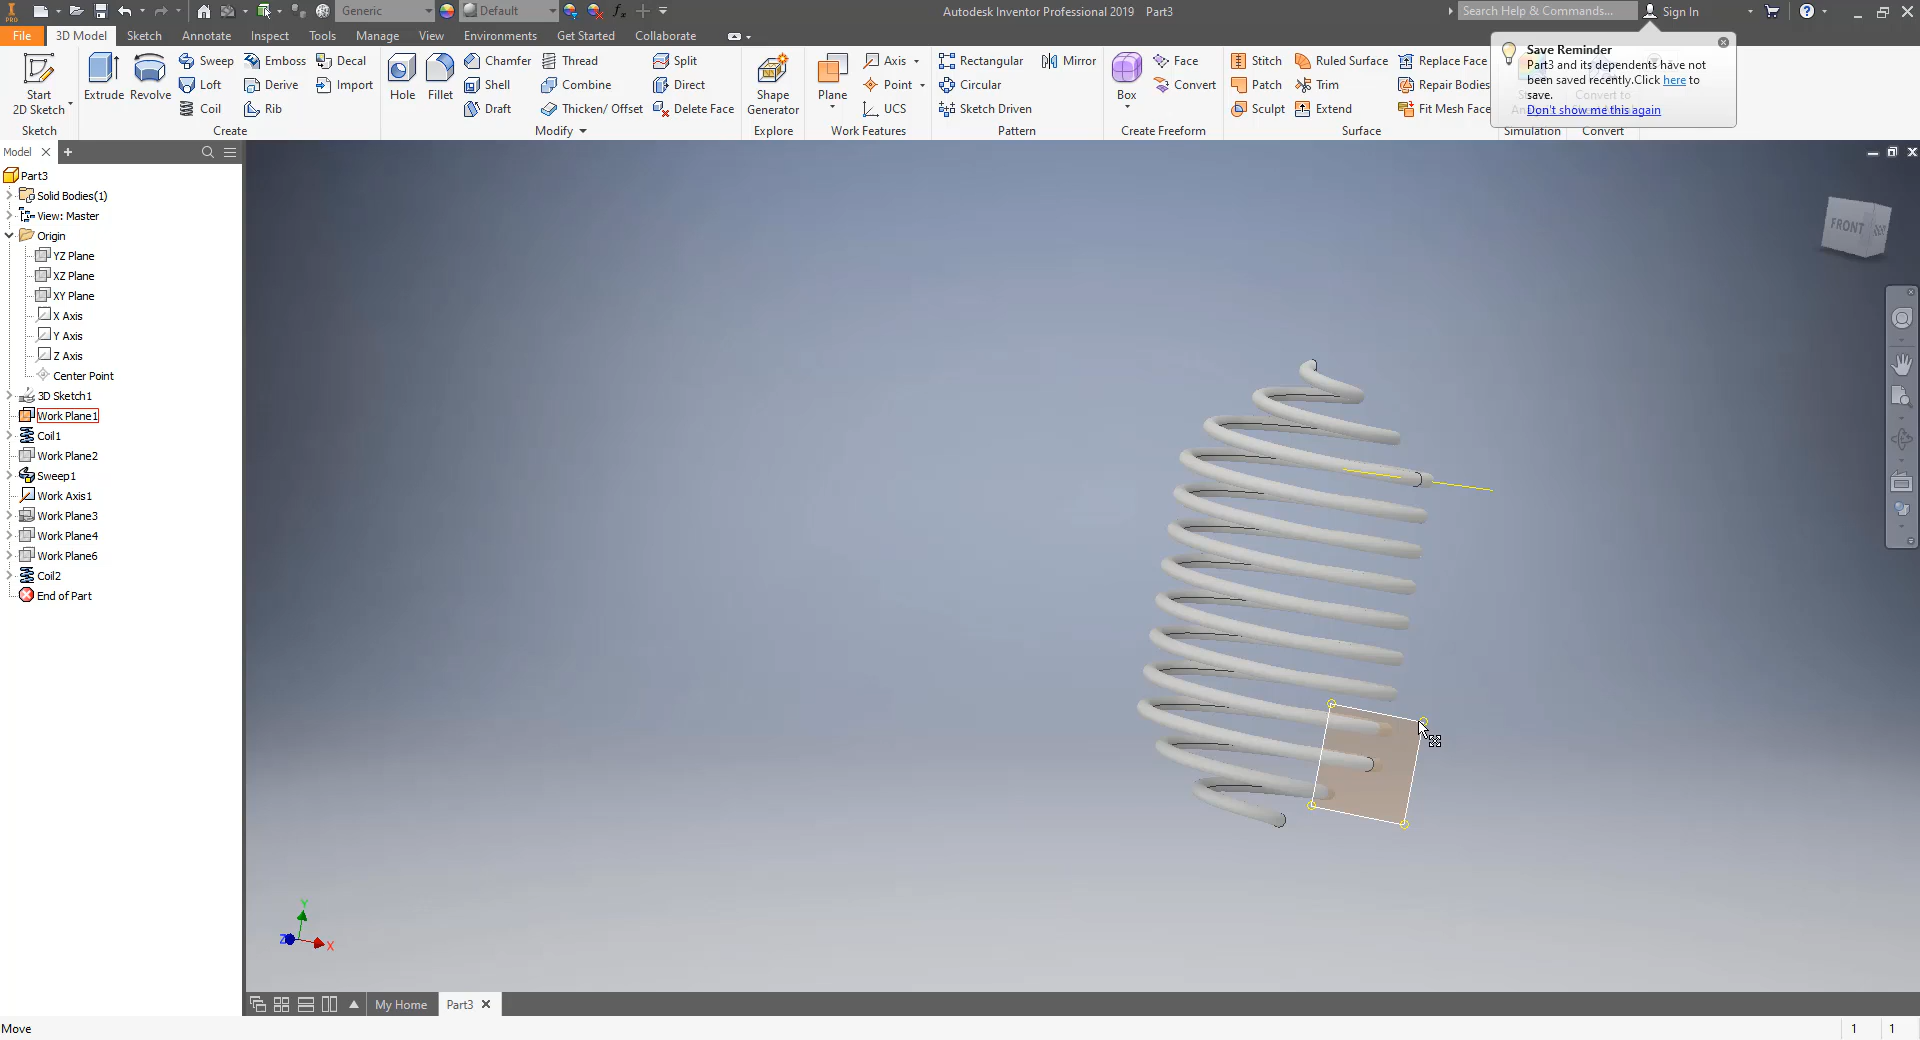 PRO
Generic
Default
fx
Autodesk Inventor Professional 2019 Part3
Search Help & Commands...
Sign In
File 3D Model Sketch Annotate Inspect Tools Manage View Environments Get Started Collaborate
Start
2D Sketch
Sketch
Extrude
Revolve
Sweep
Loft
Coil
Emboss
Derive
Rib
Decal
Import
Create
Hole
Fillet
Chamfer
Shell
Draft
Thread
Combine
Thicken/ Offset
Split
Direct
Delete Face
Modify
Shape
Generator
Explore
Plane
Axis
Point
UCS
Work Features
Rectangular
Circular
Sketch Driven
Mirror
Pattern
Box
Face
Convert
Create Freeform
Stitch
Patch
Sculpt
Ruled Surface
Trim
Extend
Replace Face
Repair Bodies
Fit Mesh Face
Surface
Simulation
Convert to
Convert
Save Reminder
Part3 and its dependents have not
been saved recently.Click here to
save.
Don't show me this again
Model
Part3
Solid Bodies(1)
View: Master
Origin
YZ Plane
XZ Plane
XY Plane
X Axis
Y Axis
Z Axis
Center Point
3D Sketch1
Work Plane1
Coil1
Work Plane2
Sweep1
Work Axis1
Work Plane3
Work Plane4
Work Plane6
Coil2
End of Part
FRONT
Y
Z
X
My Home
Part3
Move
1 1